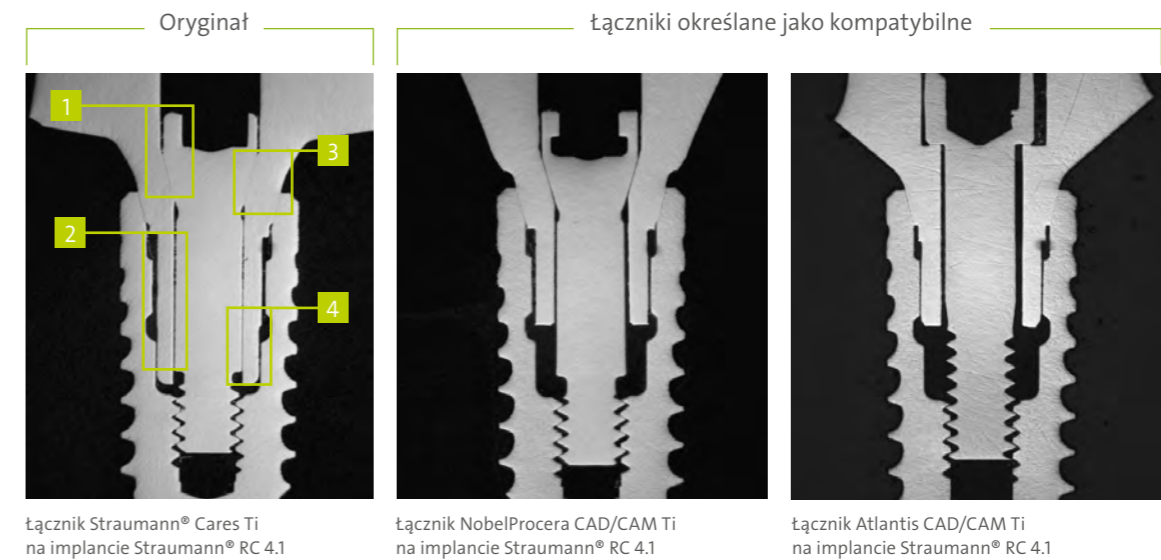 Oryginał
Łączniki określane jako kompatybilne
1
3
2
4
Łącznik Straumann® Cares Ti
na implancie Straumann® RC 4.1
Łącznik NobelProcera CAD/CAM Ti
na implancie Straumann® RC 4.1
Łącznik Atlantis CAD/CAM Ti
na implancie Straumann® RC 4.1